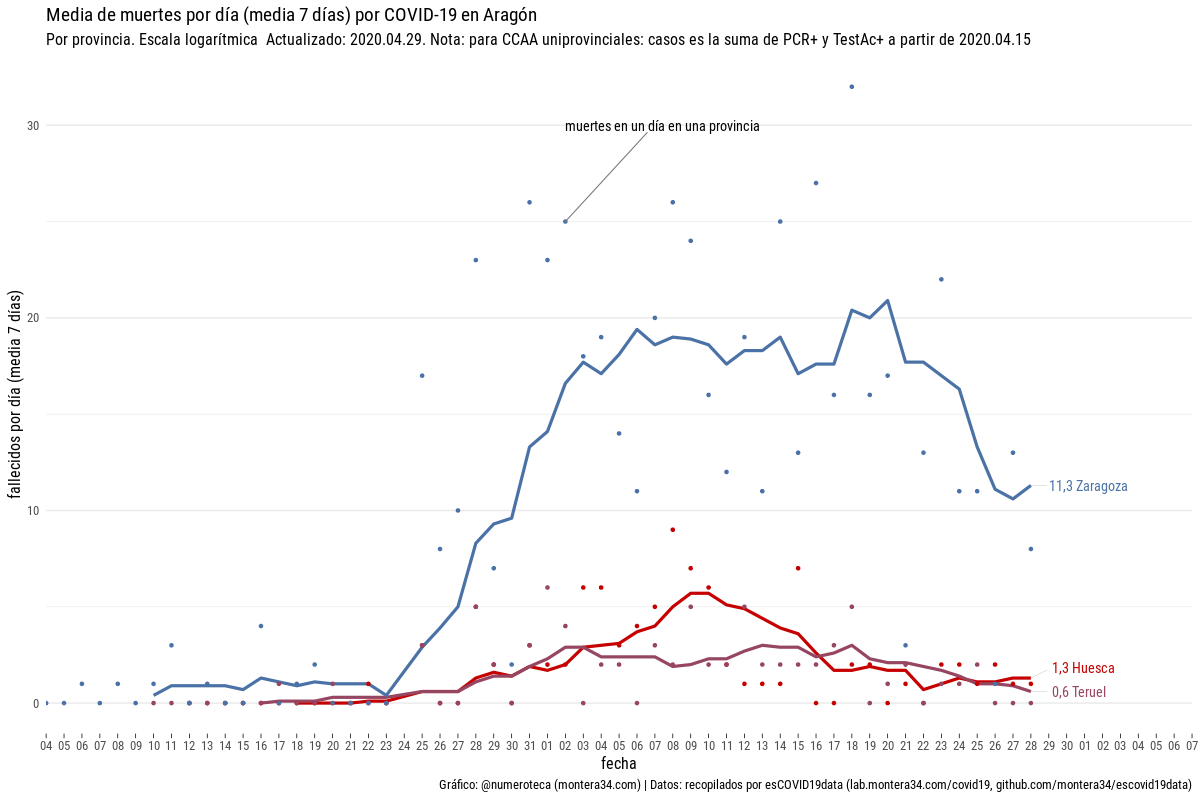 Media de muertes por día (media 7 días) por COVID-19 en Aragón
Por provincia. Escala logarítmica  Actualizado: 2020.04.29. Nota: para CCAA uniprovinciales: casos es la suma de PCR+ y TestAc+ a partir de 2020.04.15
30
muertes en un día en una provincia
20
fallecidos por día (media 7 días)
10
11,3 Zaragoza
1,3 Huesca
0,6 Teruel
0
04 05 06 07 08 09 10 11 12 13 14 15 16 17 18 19 20 21 22 23 24 25 26 27 28 29 30 31 01 02 03 04 05 06 07 08 09 10 11 12 13 14 15 16 17 18 19 20 21 22 23 24 25 26 27 28 29 30 01 02 03 04 05 06 07
fecha
Gráfico: @numeroteca (montera34.com) | Datos: recopilados por esCOVID19data (lab.montera34.com/covid19, github.com/montera34/escovid19data)